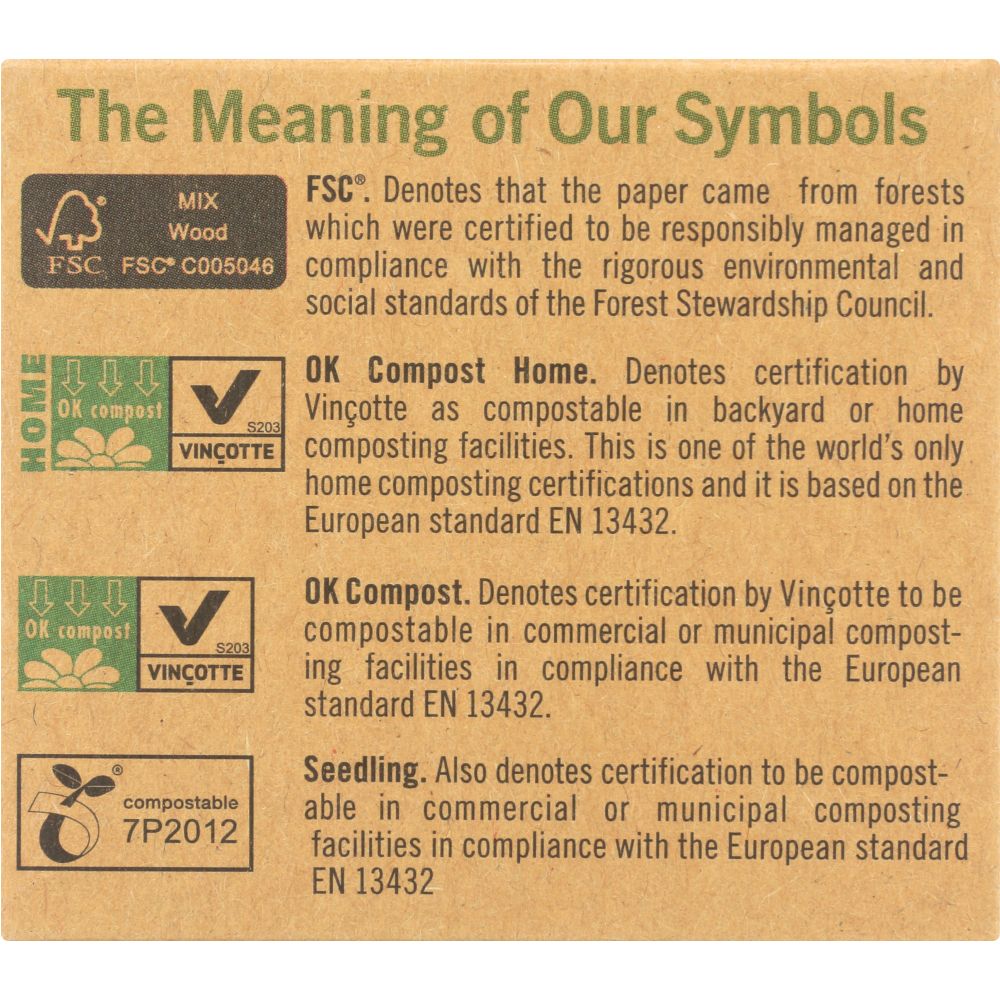 The Meaning of Our Symbols
MIX
Wood
FSC® C005046
FSC
FSC®. Denotes that the paper came from forests
which were certified to be responsibly managed in
compliance with the rigorous environmental and
social standards of the Forest Stewardship Council.
HOME
OK compost
S203
VINÇOTTE
OK Compost Home. Denotes certification by
Vinçotte as compostable in backyard or home
composting facilities. This is one of the world's only
home composting certifications and it is based on the
European standard EN 13432.
OK compost
S203
VINÇOTTE
OK Compost. Denotes certification by Vinçotte to be
compostable in commercial or municipal compost-
ing facilities in compliance with the European
standard EN 13432.
®
compostable
7P2012
Seedling. Also denotes certification to be compost-
able in commercial or municipal composting
facilities in compliance with the European standard
EN 13432